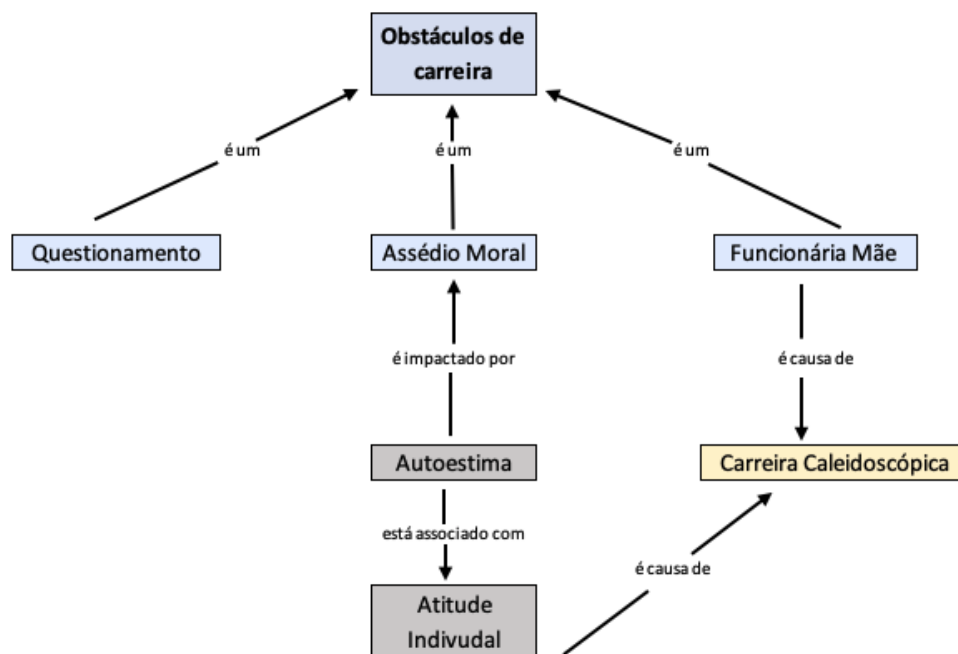 Obstáculos de
carreira
é um
é um
é um
Questionamento
Assédio Moral
Funcionária Mãe
é impactado por
é causa de
Autoestima
Carreira Caleidoscópica
está associado com
é causa de
Atitude
Indivudal